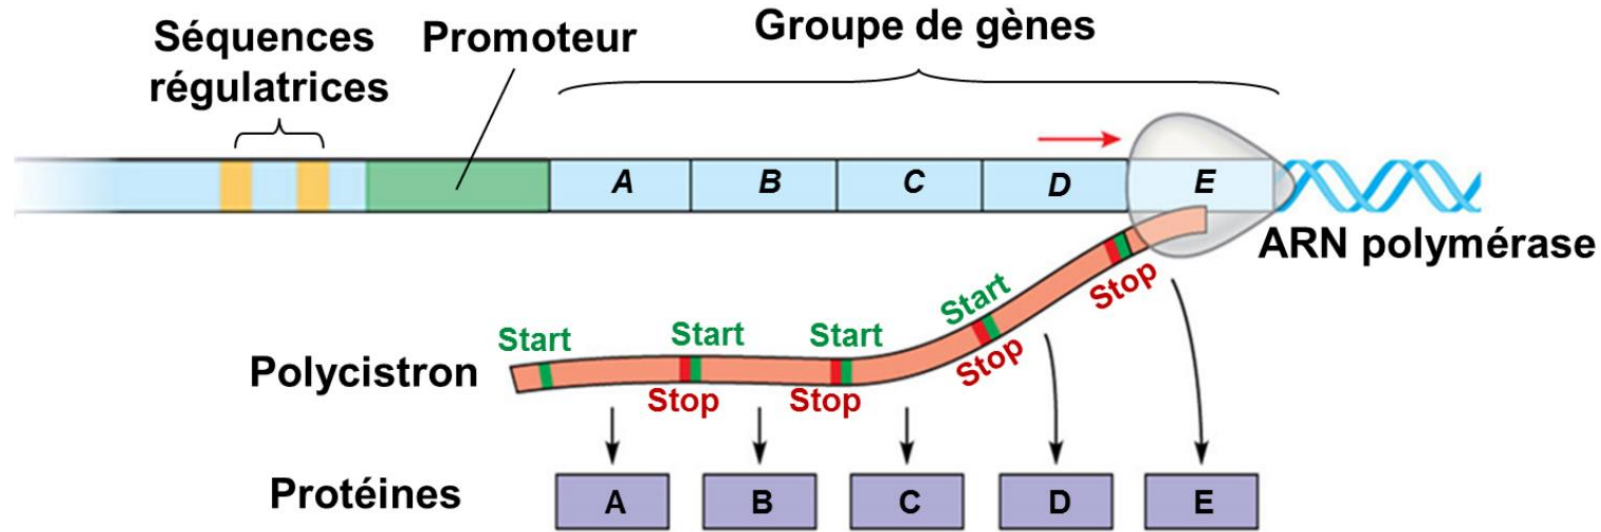 Séquences
régulatrices
Promoteur
Groupe de gènes
A B C D E
ARN polymérase
Start Start Start Start
Polycistron
Stop Stop Stop Stop
Protéines
A B C D E